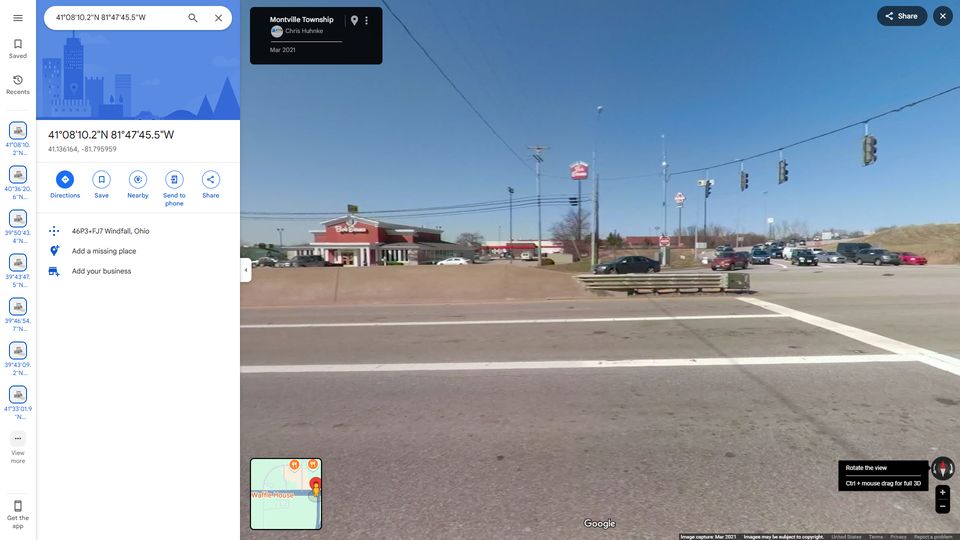 41°08'10.2"N 81°47'45.5"W
Saved
Recents
41°08'10.
2"N...
40°36'20.
6"N...
39°50'43.
4"N...
39°43'47.
5"N...
39°46'54.
7"N...
39°43'09.
2"N...
41°33'01.9
"N...
View
more
Get the
app
41°08'10.2"N 81°47'45.5"W
41.136164, -81.795959
Directions
Save
Nearby
Send to
phone
Share
46P3+FJ7 Windfall, Ohio
Add a missing place
Add your business
Montville Township
Chris Huhnke
Mar 2021
Share
Bob Evans
Waffle House
Google
Rotate the view
Ctrl + mouse drag for full 3D
Image capture: Mar 2021 Images may be subject to copyright. United States Terms Privacy Report a problem